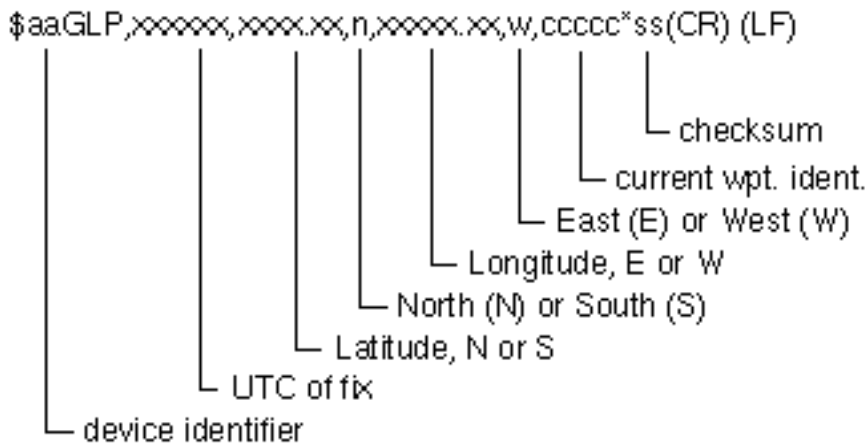 $aaGLP,xxxxxx,xxxx.xx,n,xxxxx.xx,w,ccccc*ss(CR) (LF)
checksum
current wpt. ident.
East (E) or West (W)
Longitude, E or W
North (N) or South (S)
Latitude, N or S
UTC of fix
device identifier